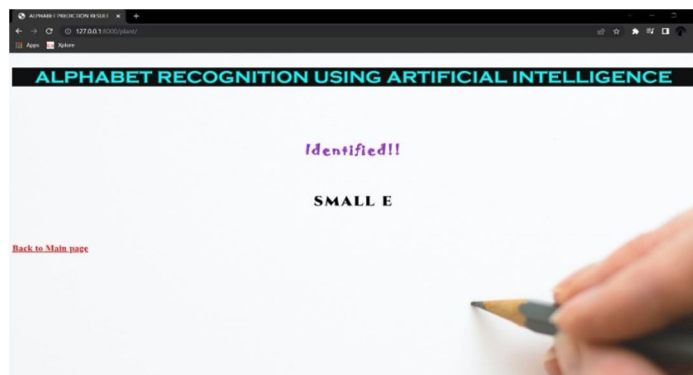 ALPHABET PREDICTION RESULT
127.0.0.1:8000/plant/
Apps Xplore
ALPHABET RECOGNITION USING ARTIFICIAL INTELLIGENCE
Identified!!
SMALL E
Back to Main page